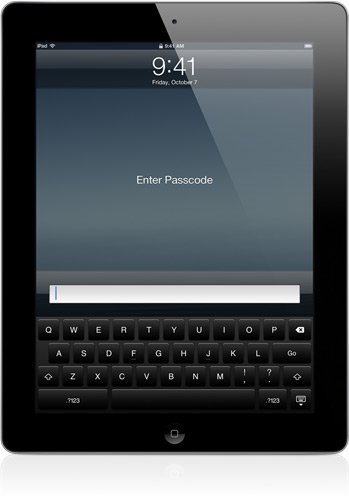 iPad 9:41 AM
9:41
Friday, October 7
Enter Passcode
Q W E R T Y U I O P
A S D F G H J K L Go
Z X C V B N M ! , ? .
.?123 .?123